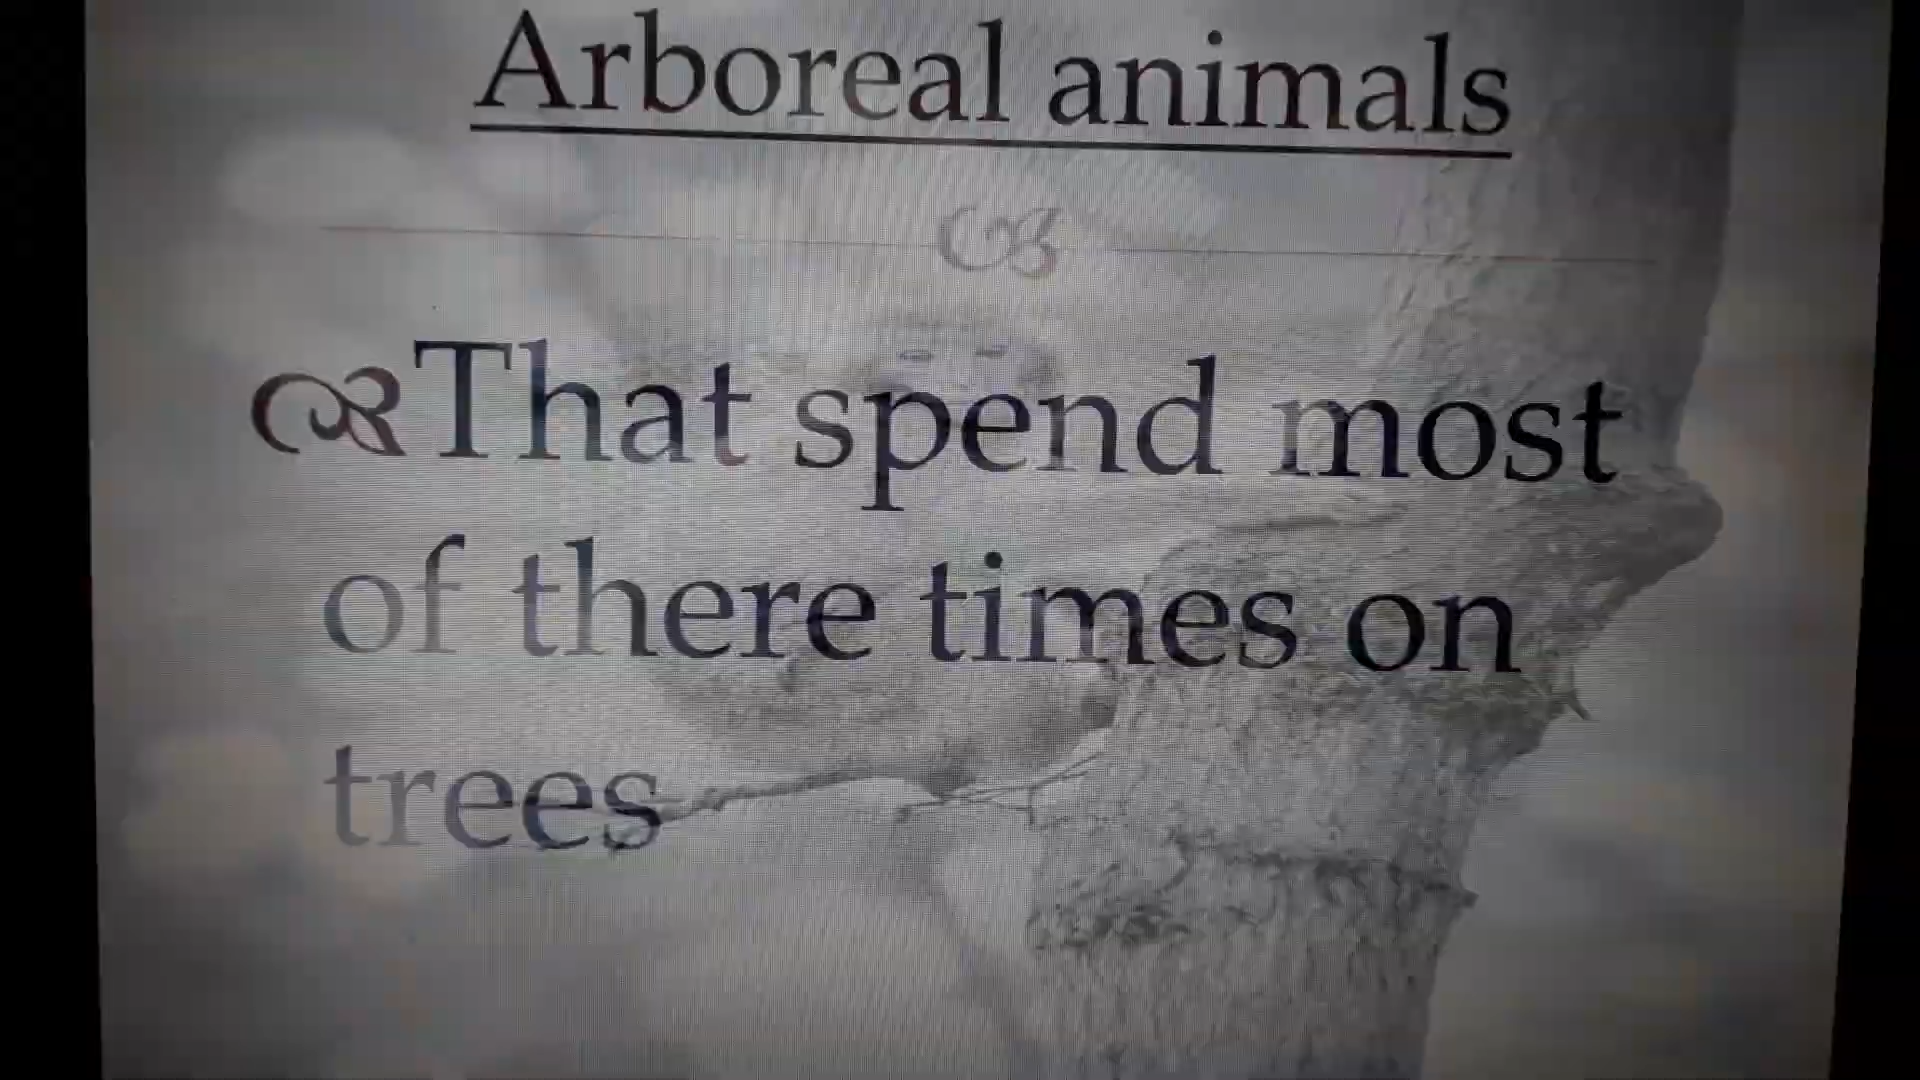 Arboreal animals
That spend most
of there times on
trees